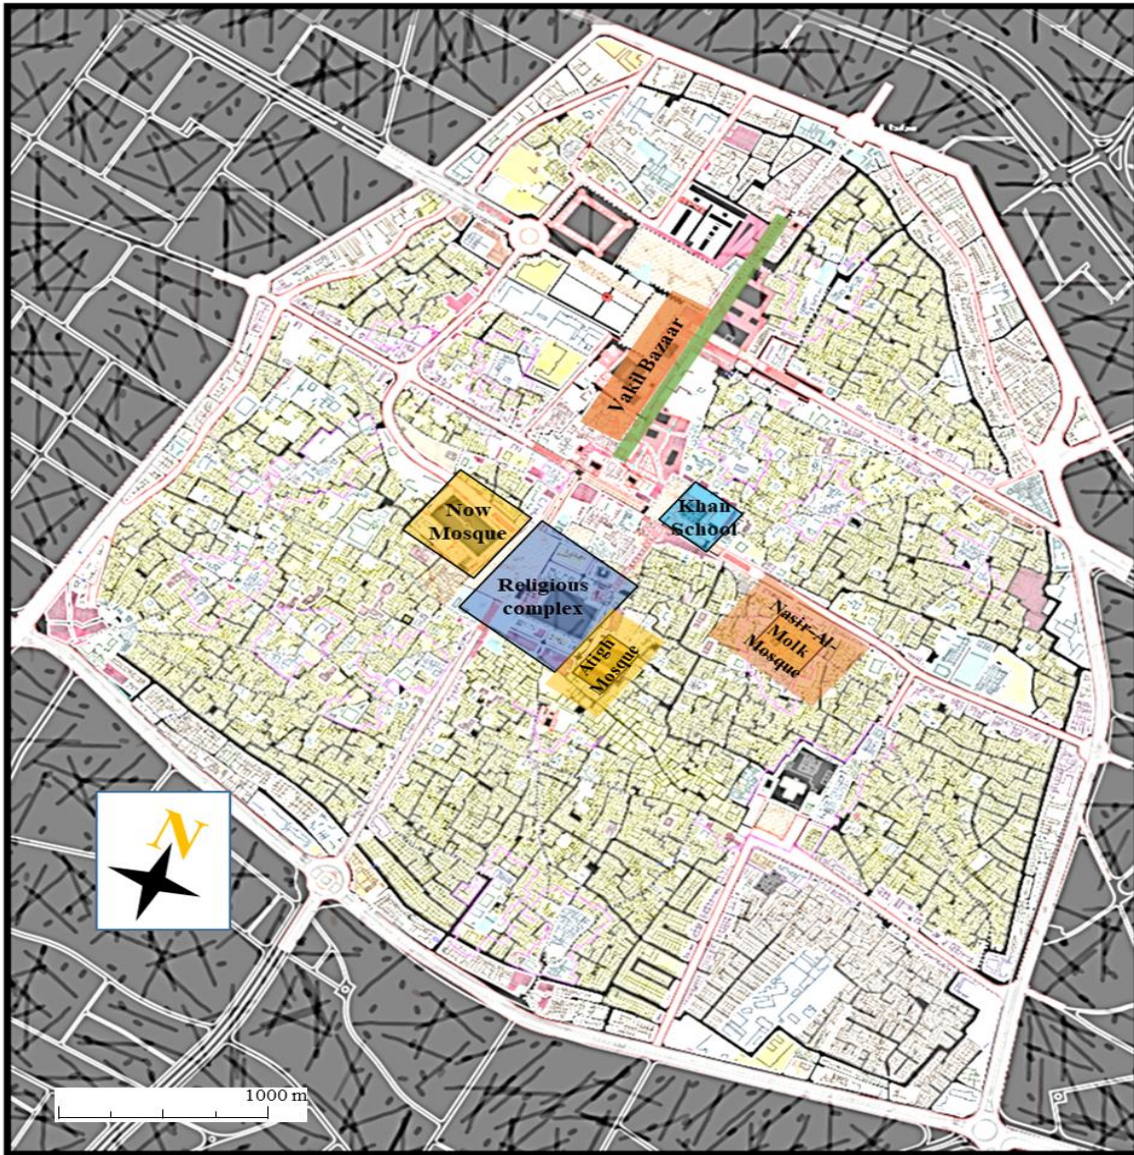 Vakil Bazaar
Now
Mosque
Khan
School
Religious
complex
Nasir-Al-
Molk
Mosque
Atigh
Mosque
N
1000 m